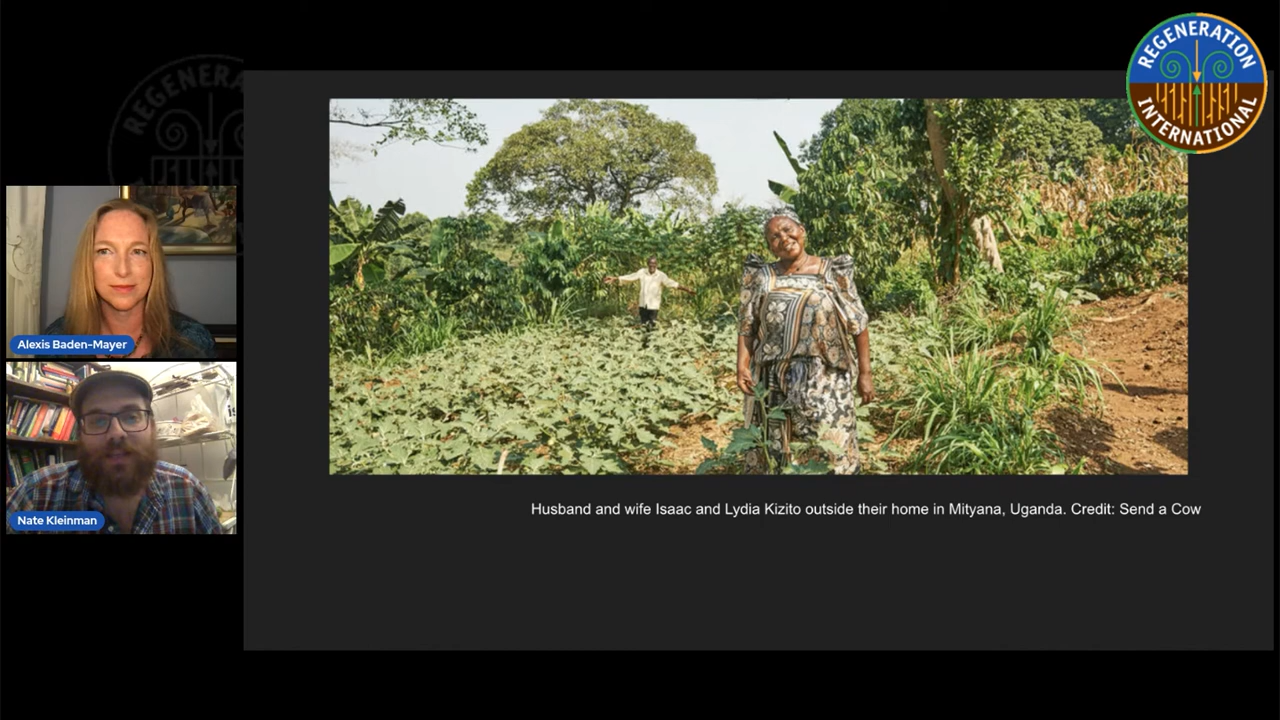 REGENERATION
INTERNATIONAL
REGENERA
Alexis Baden-Mayer
Nate Kleinman
Husband and wife Isaac and Lydia Kizito outside their home in Mityana, Uganda. Credit: Send a Cow